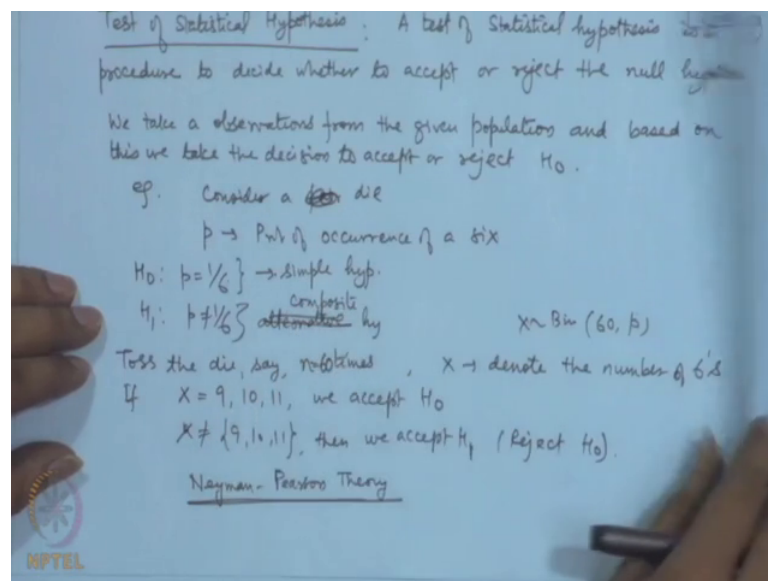 Test of Statistical Hypothesis : A test of Statistical hypothesis is a
procedure to decide whether to accept or reject the null
We take a observations from the given population and based on
this we take the decision to accept or reject H0.
eg. Consider a die
p → Prob of occurrence of a six
H0: p = 1/6 } → simple hyp.
H1: p ≠ 1/6 } composite hy
X ~ Bin (60, p)
Toss the die, say, 60 times, X → denote the number of 6's
If X = 9, 10, 11, we accept H0
X ≠ {9, 10, 11}, then we accept H1 (Reject H0).
Neyman-Pearson Theory
NPTEL